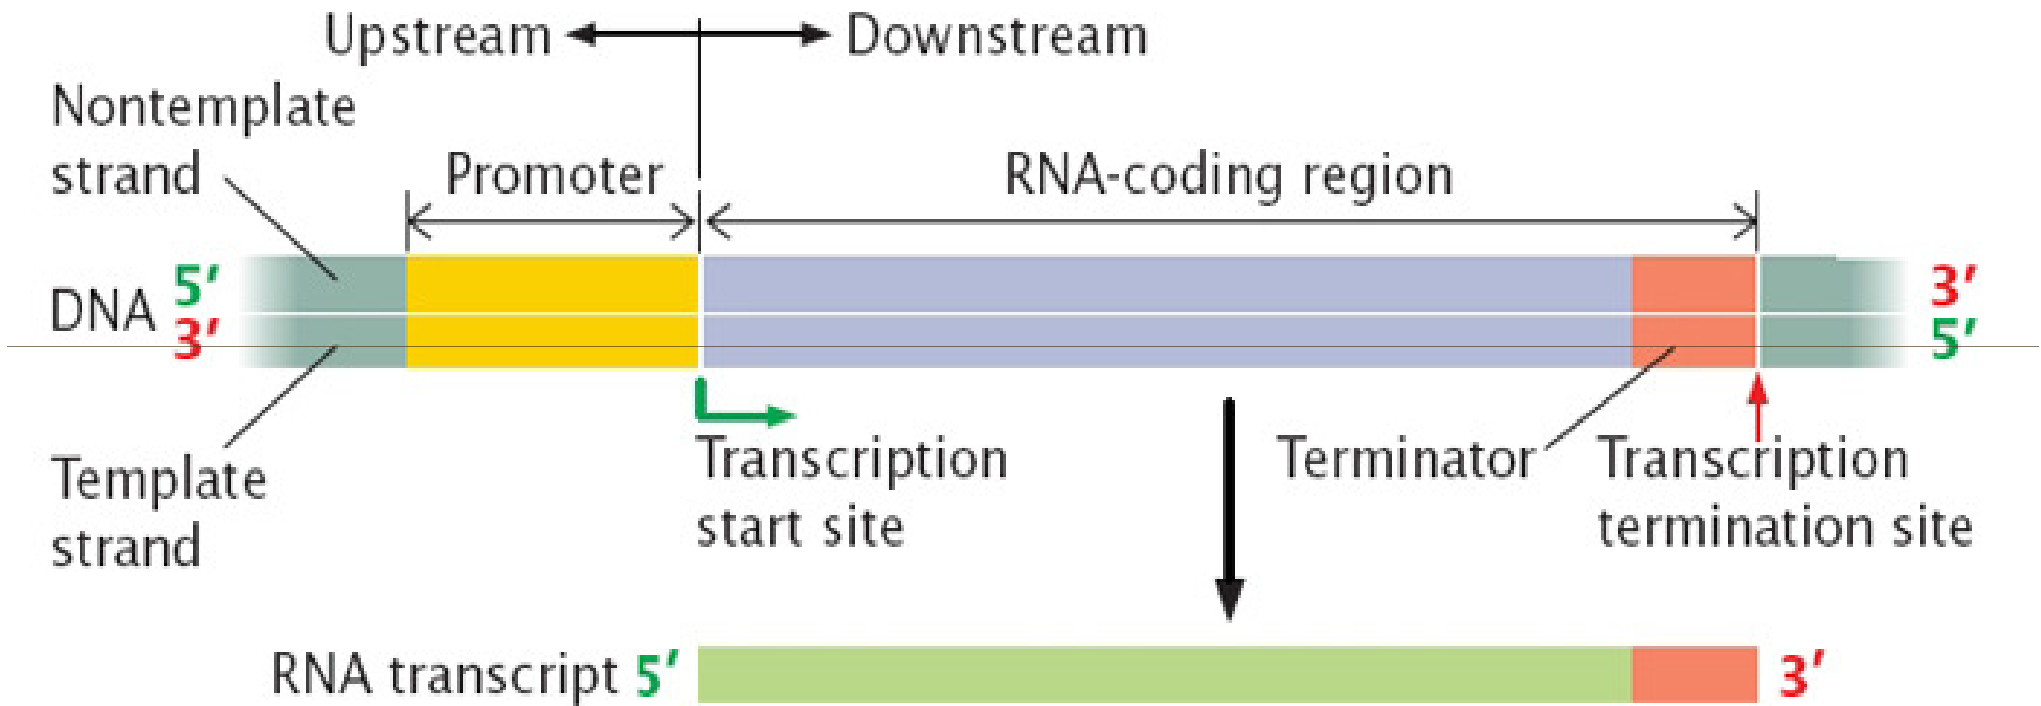 Upstream
Downstream
Nontemplate
strand
Promoter
RNA-coding region
DNA 5′
3′
3′
5′
Template
strand
Transcription
start site
Terminator
Transcription
termination site
RNA transcript 5′
3′